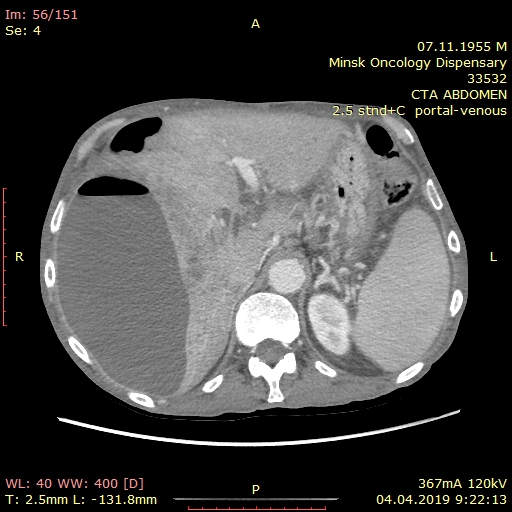 Im: 56/151
Se: 4
A
07.11.1955 M
Minsk Oncology Dispensary
33532
CTA ABDOMEN
2.5 stnd+C portal-venous
R
L
WL: 40 WW: 400 [D]
T: 2.5mm L: -131.8mm
P
367mA 120kV
04.04.2019 9:22:13